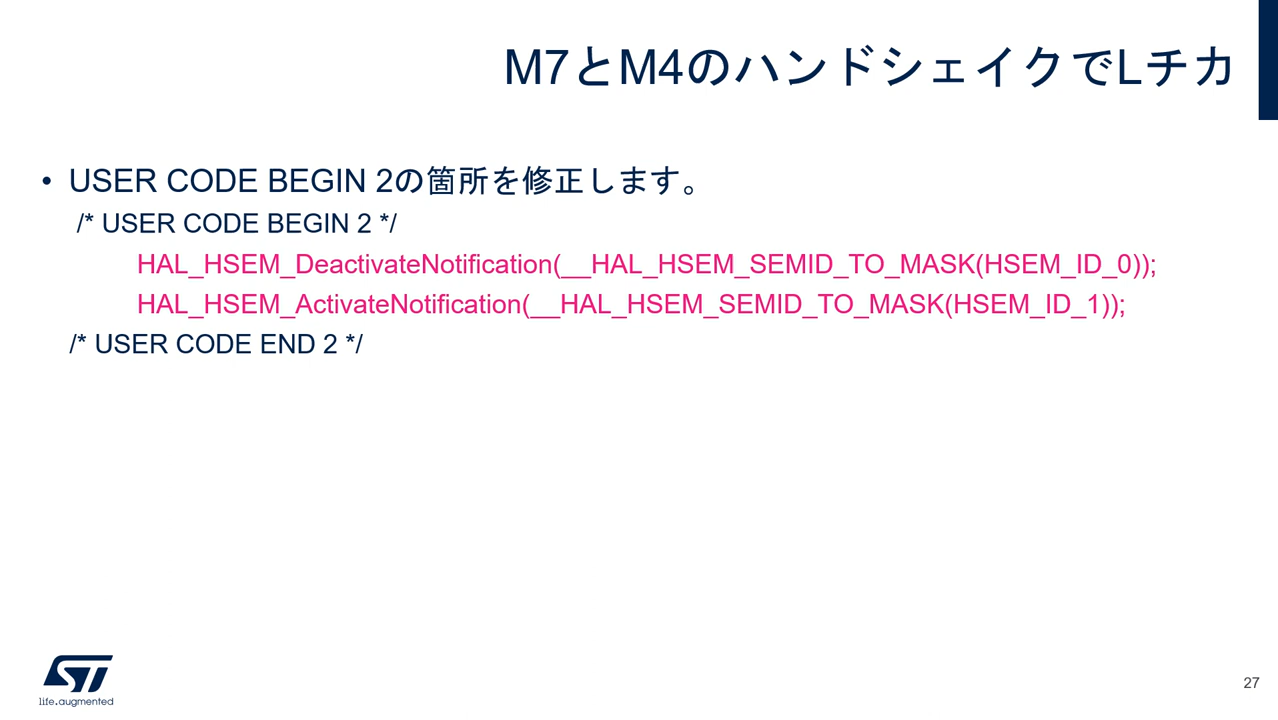 M7とM4のハンドシェイクでLチカ
• USER CODE BEGIN 2の箇所を修正します。
/* USER CODE BEGIN 2 */
HAL_HSEM_DeactivateNotification(__HAL_HSEM_SEMID_TO_MASK(HSEM_ID_0));
HAL_HSEM_ActivateNotification(__HAL_HSEM_SEMID_TO_MASK(HSEM_ID_1));
/* USER CODE END 2 */
ST
life.augmented
27